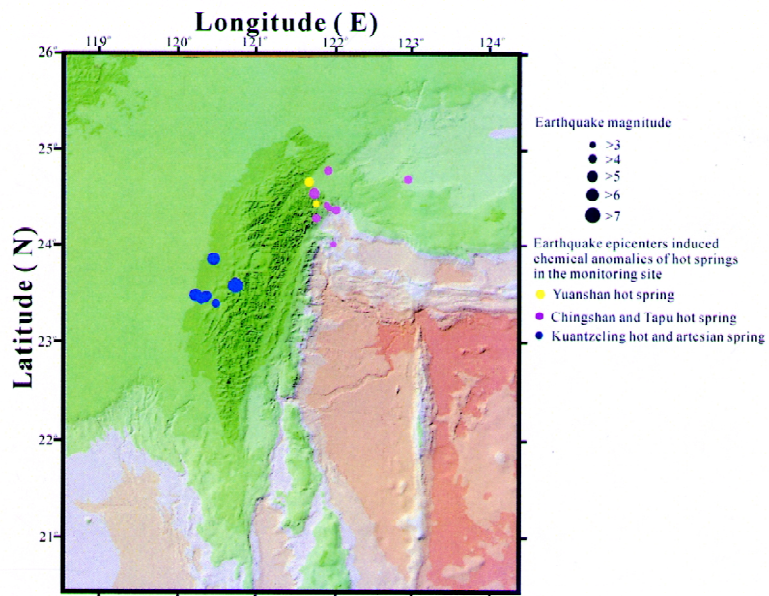 Longitude ( E )
119° 120° 121° 122° 123° 124°
26°
25°
24°
23°
22°
21°
Latitude ( N )
Earthquake magnitude
>3
>4
>5
>6
>7
Earthquake epicenters induced
chemical anomalies of hot springs
in the monitoring site
Yuanshan hot spring
Chingshan and Tapu hot spring
Kuantzeling hot and artesian spring